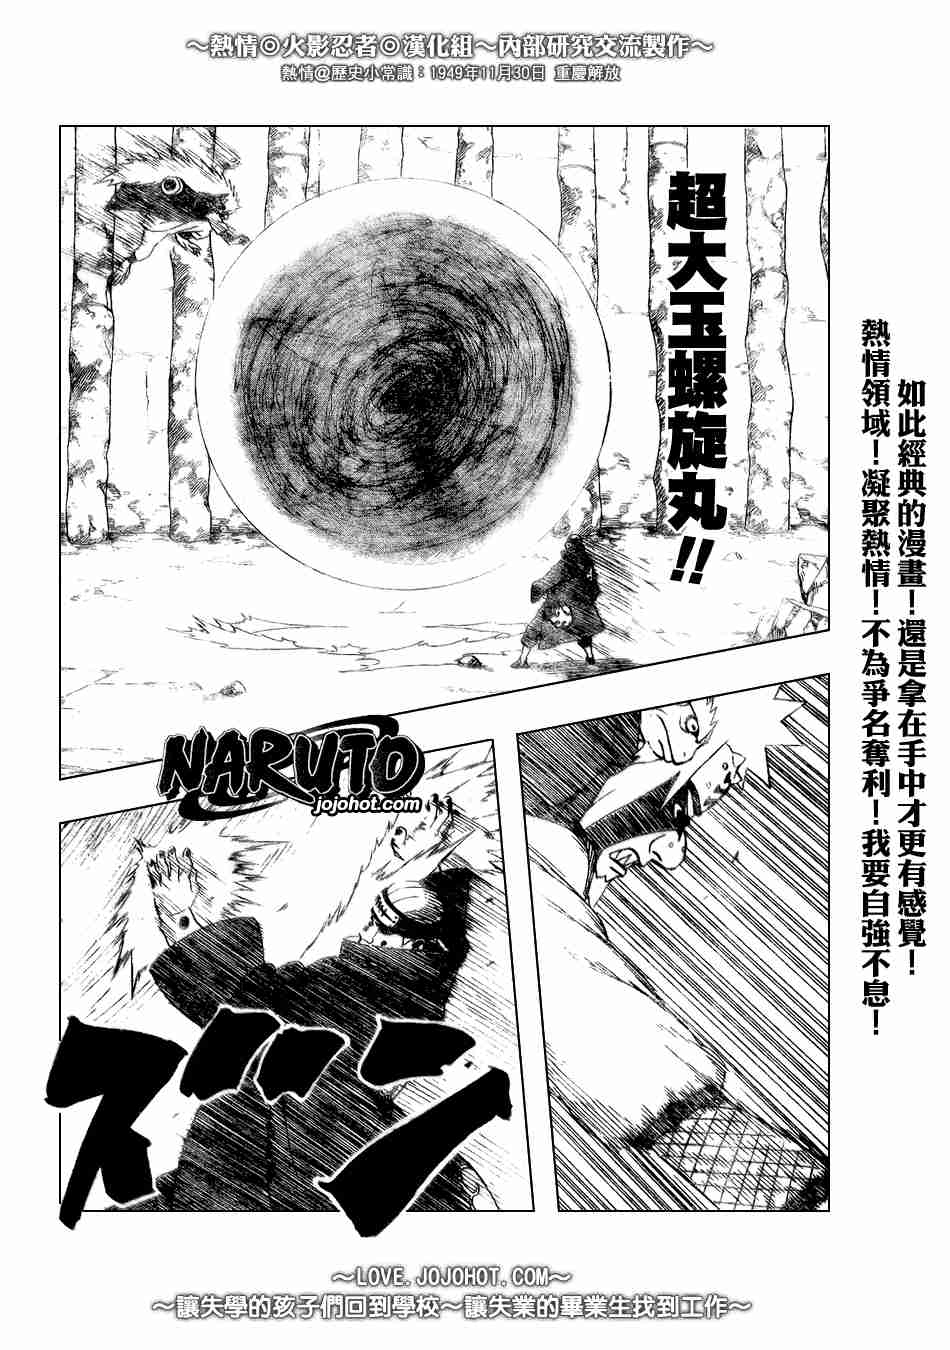 ～熱情◎火影忍者◎漢化組～內部研究交流製作～
熱情@歷史小常識：1949年11月30日 重慶解放
超大玉螺旋丸!!
如此經典的漫畫！還是拿在手中才更有感覺！
熱情領域！凝聚熱情！不為爭名奪利！我要自強不息！
NARUTO
jojohot.com
ズズン
～LOVE.JOJOHOT.COM～
～讓失學的孩子們回到學校～讓失業的畢業生找到工作～